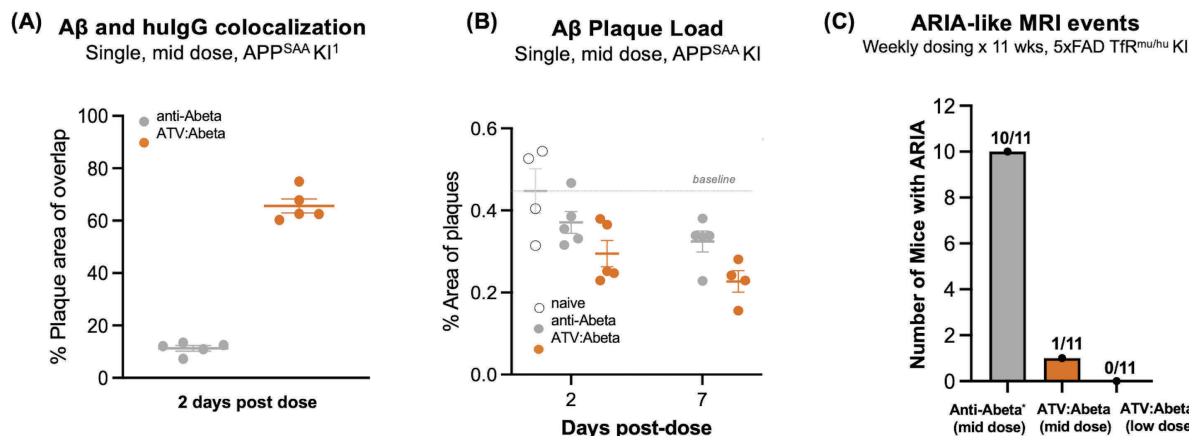 (A) Aβ and huIgG colocalization
Single, mid dose, APPSAA KI1
% Plaque area of overlap
100
80
60
40
20
0
anti-Abeta
ATV:Abeta
2 days post dose
(B) Aβ Plaque Load
Single, mid dose, APPSAA KI
% Area of plaques
0.6
0.4
0.2
0.0
baseline
naive
anti-Abeta
ATV:Abeta
2 7
Days post-dose
(C) ARIA-like MRI events
Weekly dosing x 11 wks, 5xFAD TfRmu/hu KI
Number of Mice with ARIA
12
10
8
6
4
2
0
10/11
1/11
0/11
Anti-Abeta* ATV:Abeta ATV:Abeta
(mid dose) (mid dose) (low dose